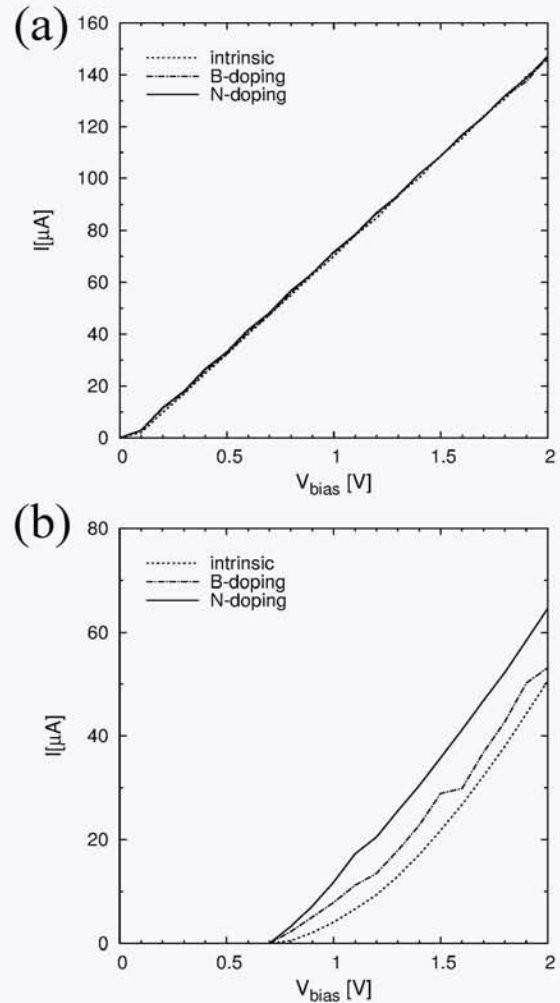 (a)
160
140
120
100
80
60
40
20
0
I[μA]
intrinsic
B-doping
N-doping
0 0.5 1 1.5 2
V_bias [V]
(b)
80
60
40
20
0
I[μA]
intrinsic
B-doping
N-doping
0 0.5 1 1.5 2
V_bias [V]